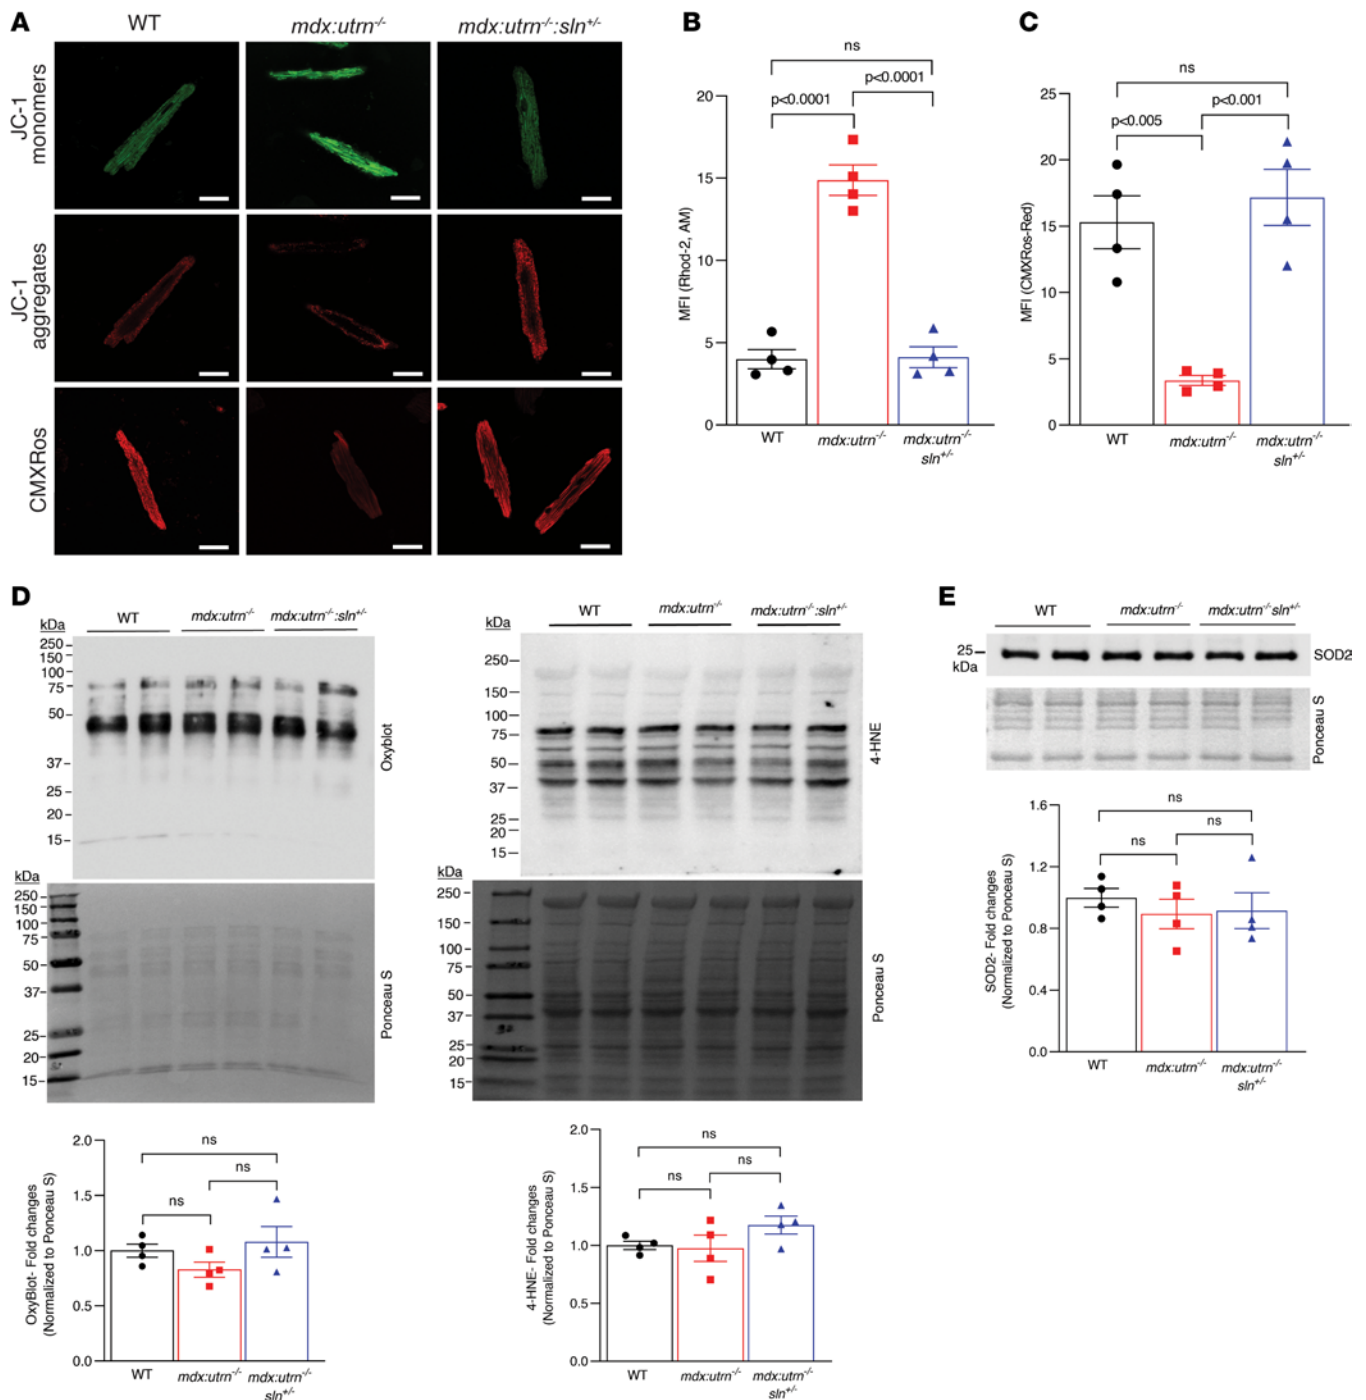 A
WT
mdx:utrn-/-
mdx:utrn-/-:sln+/-
JC-1 monomers
JC-1 aggregates
CMXRos
B
ns
p<0.0001
p<0.0001
20
15
10
5
0
MFI (Rhod-2, AM)
WT
mdx:utrn-/-
mdx:utrn-/-
sln+/-
C
ns
p<0.001
p<0.005
25
20
15
10
5
0
MFI (CMXRos-Red)
WT
mdx:utrn-/-
mdx:utrn-/-
sln+/-
D
WT
mdx:utrn-/-
mdx:utrn-/-:sln+/-
kDa
250
150
100
75
50
37
25
20
15
Oxyblot
kDa
250
150
100
75
50
37
25
20
15
Ponceau S
2.0
1.5
1.0
0.5
0.0
OxyBlot- Fold changes
(Normalized to Ponceau S)
ns
ns
ns
WT
mdx:utrn-/-
mdx:utrn-/-
sln+/-
WT
mdx:utrn-/-
mdx:utrn-/-:sln+/-
kDa
250
150
100
75
50
37
25
20
15
4-HNE
kDa
250
150
100
75
50
37
25
20
15
Ponceau S
2.0
1.5
1.0
0.5
0.0
4-HNE- Fold changes
(Normalized to Ponceau S)
ns
ns
ns
WT
mdx:utrn-/-
mdx:utrn-/-
sln+/-
E
WT
mdx:utrn-/-
mdx:utrn-/-sln+/-
25
kDa
SOD2
Ponceau S
1.6
1.2
0.8
0.4
0.0
SOD2- Fold changes
(Normalized to Ponceau S)
ns
ns
ns
WT
mdx:utrn-/-
mdx:utrn-/-
sln+/-